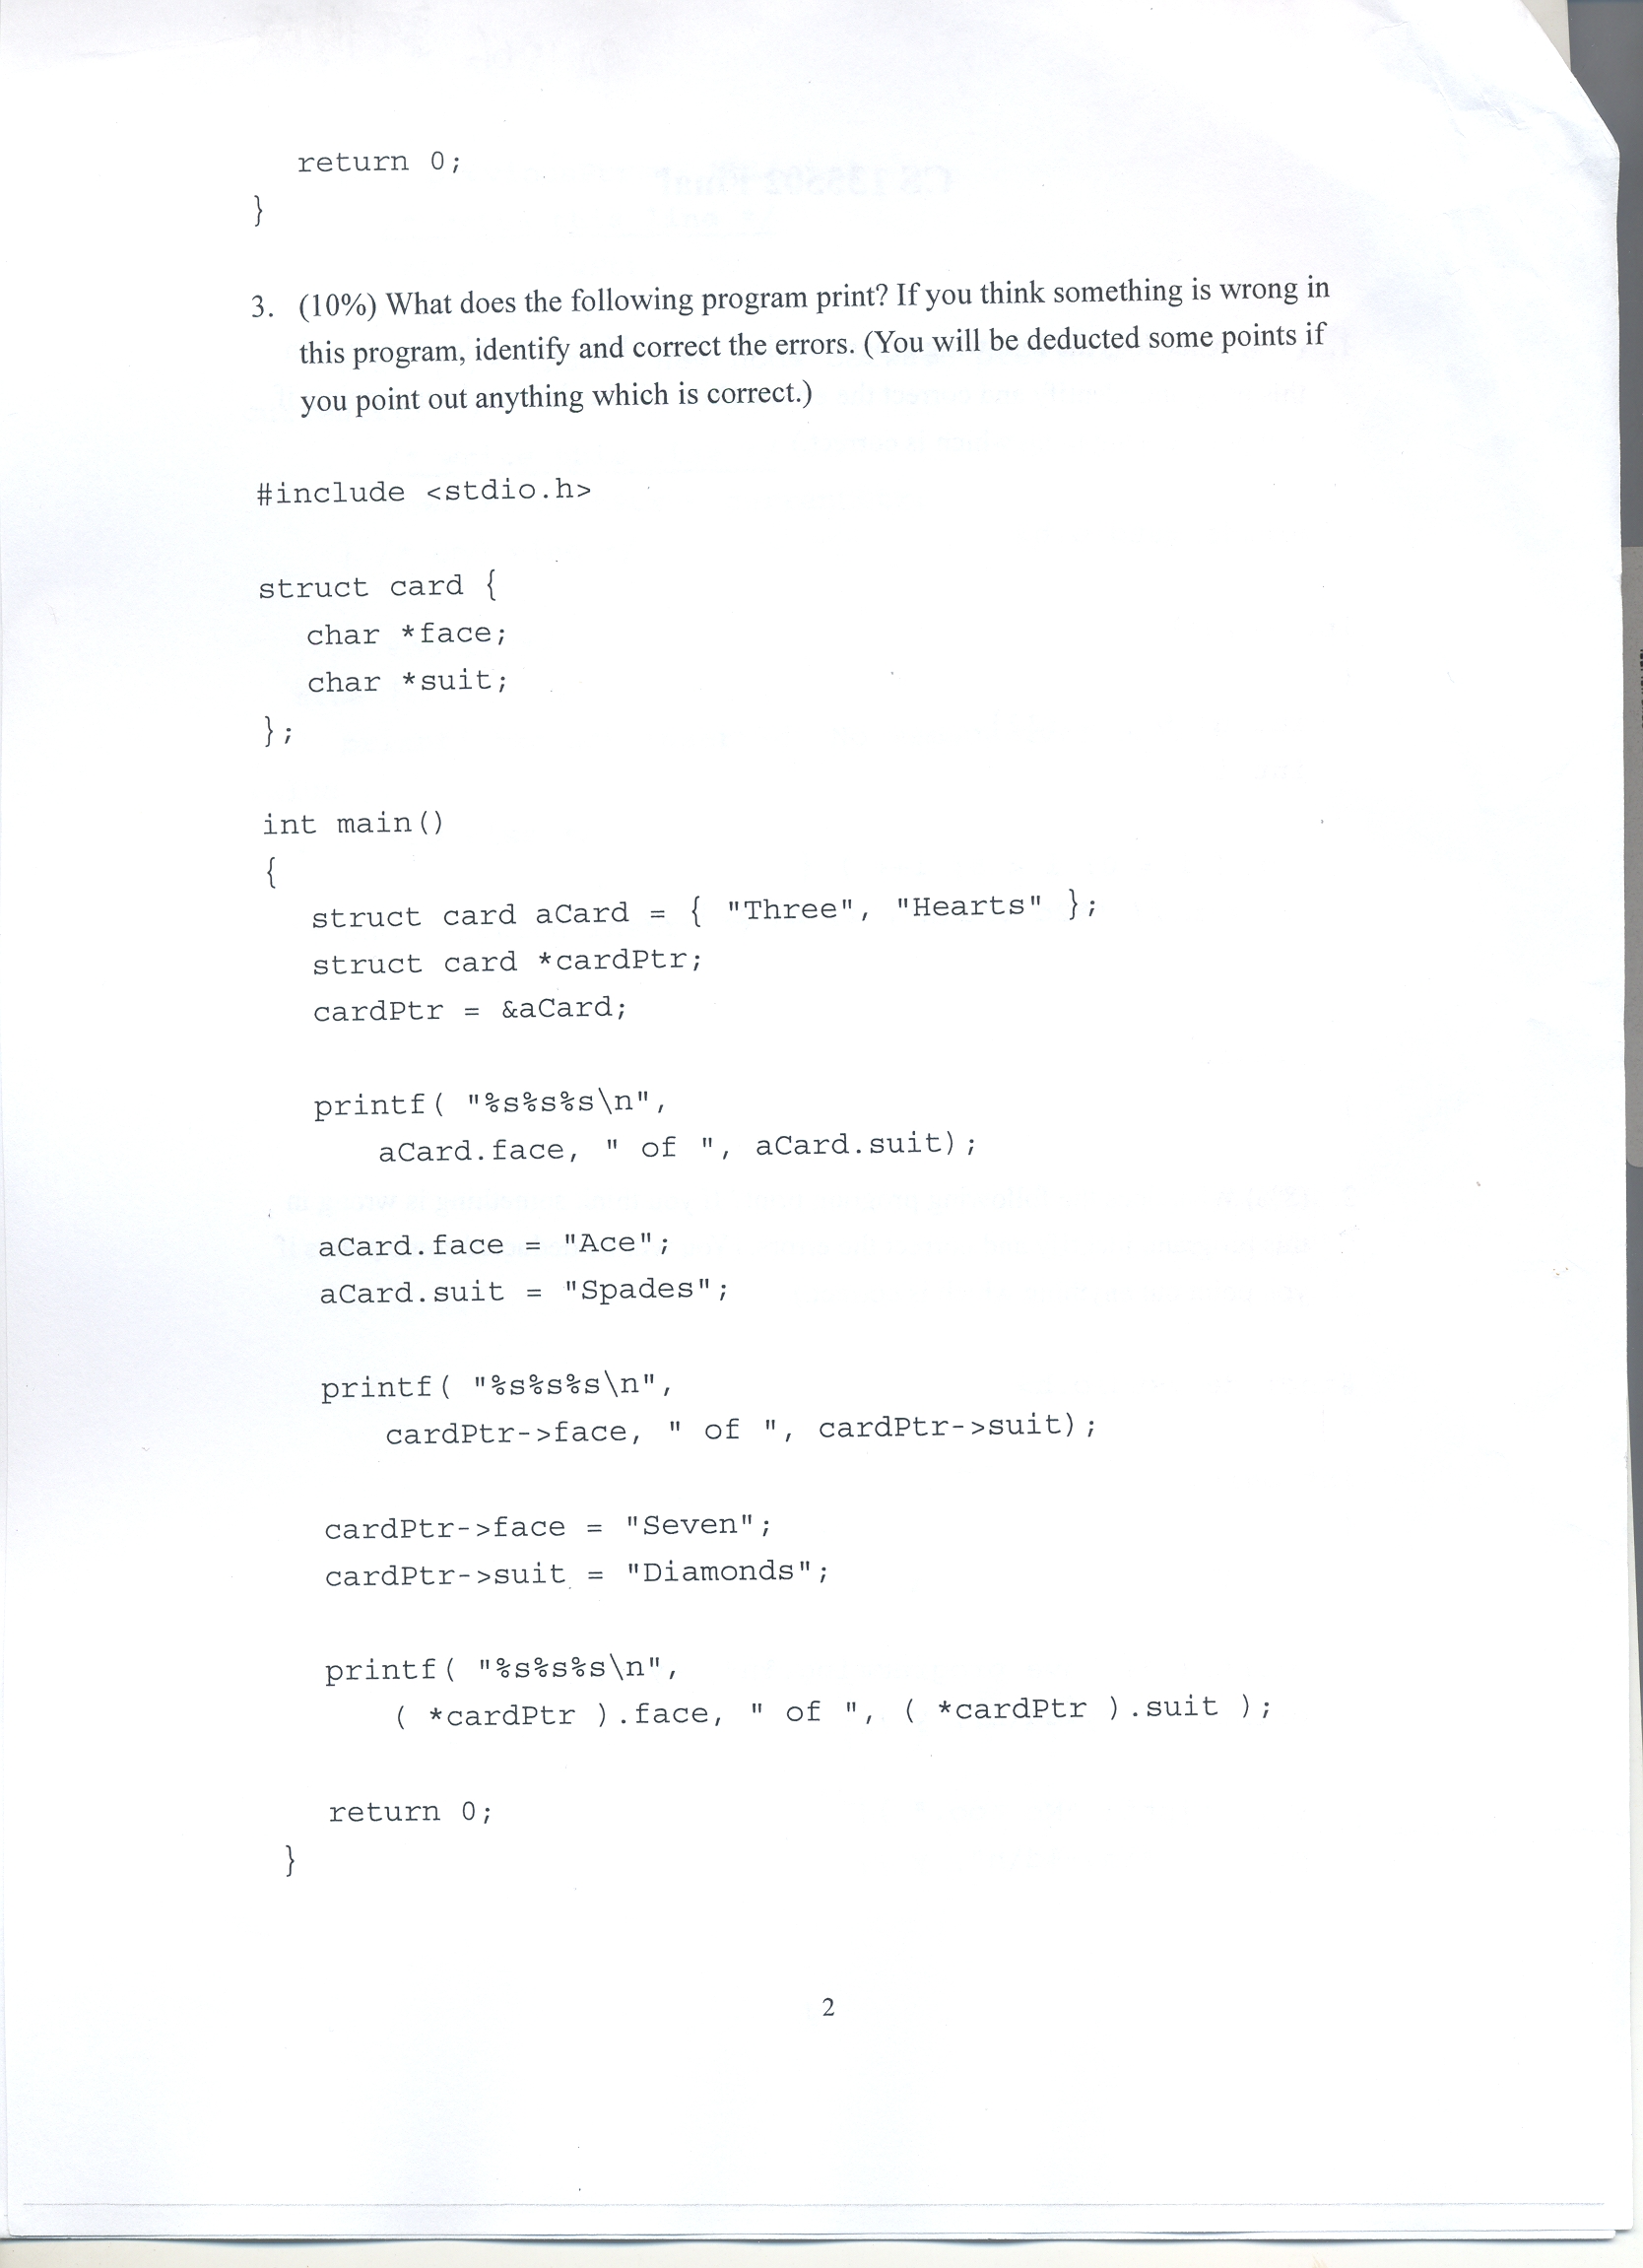 return 0;
}
3. (10%) What does the following program print? If you think something is wrong in
this program, identify and correct the errors. (You will be deducted some points if
you point out anything which is correct.)
#include <stdio.h>
struct card {
char *face;
char *suit;
};
int main()
{
struct card aCard = { "Three", "Hearts" };
struct card *cardPtr;
cardPtr = &aCard;
printf( "%s%s%s\n",
aCard.face, " of ", aCard.suit);
aCard.face = "Ace";
aCard.suit = "Spades";
printf( "%s%s%s\n",
cardPtr->face, " of ", cardPtr->suit);
cardPtr->face = "Seven";
cardPtr->suit = "Diamonds";
printf( "%s%s%s\n",
( *cardPtr ).face, " of ", ( *cardPtr ).suit );
return 0;
}
2